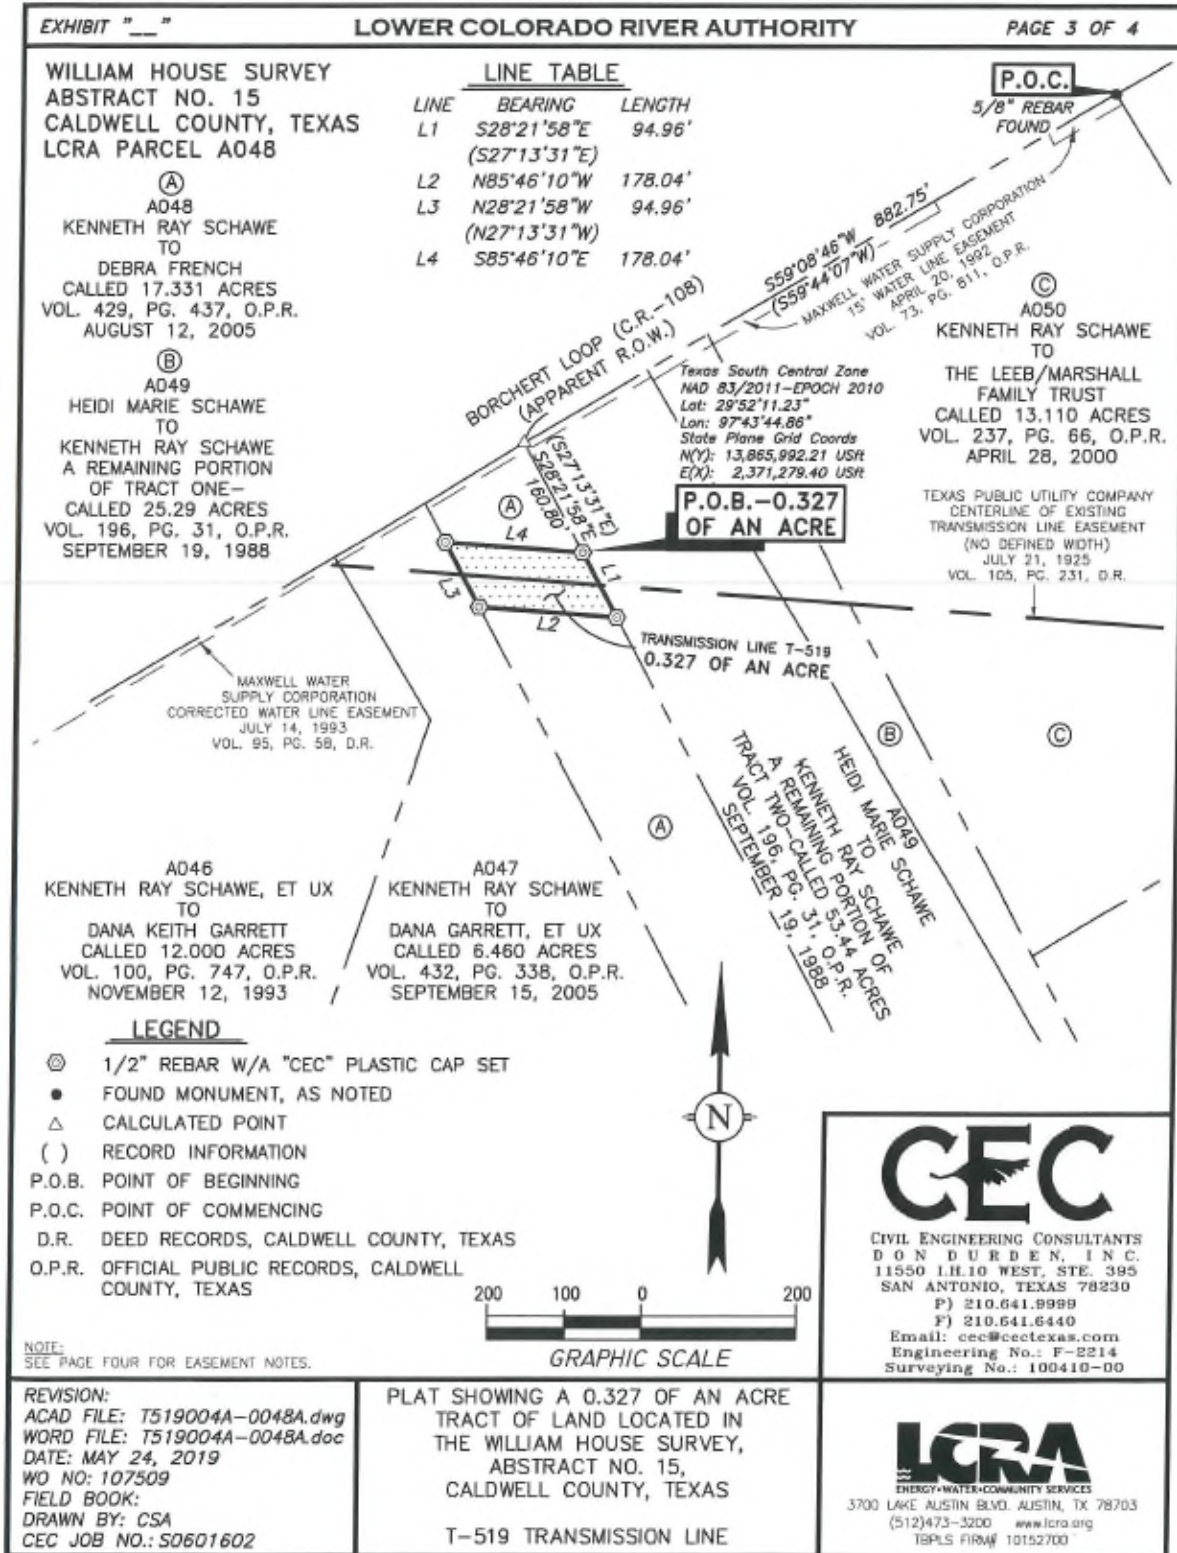 EXHIBIT "__"
LOWER COLORADO RIVER AUTHORITY
PAGE 3 OF 4
WILLIAM HOUSE SURVEY
ABSTRACT NO. 15
CALDWELL COUNTY, TEXAS
LCRA PARCEL A048
LINE TABLE
LINE BEARING LENGTH
L1 S28°21'58"E 94.96'
(S27°13'31"E)
L2 N85°46'10"W 178.04'
L3 N28°21'58"W 94.96'
(N27°13'31"W)
L4 S85°46'10"E 178.04'
P.O.C.
5/8" REBAR
FOUND
A
A048
KENNETH RAY SCHAWE
TO
DEBRA FRENCH
CALLED 17.331 ACRES
VOL. 429, PG. 437, O.P.R.
AUGUST 12, 2005
B
A049
HEIDI MARIE SCHAWE
TO
KENNETH RAY SCHAWE
A REMAINING PORTION
OF TRACT ONE-
CALLED 25.29 ACRES
VOL. 196, PG. 31, O.P.R.
SEPTEMBER 19, 1988
S59°08'46"W 882.75'
(S59°44'07"W)
MAXWELL WATER SUPPLY CORPORATION
15' WATER LINE EASEMENT
APRIL 20, 1992
VOL. 73, PG. 811, O.P.R.
BORCHERT LOOP (C.R.-108)
(APPARENT R.O.W.)
C
A050
KENNETH RAY SCHAWE
TO
THE LEEB/MARSHALL
FAMILY TRUST
CALLED 13.110 ACRES
VOL. 237, PG. 66, O.P.R.
APRIL 28, 2000
Texas South Central Zone
NAD 83/2011-EPOCH 2010
Lat: 29°52'11.23"
Lon: 97°43'44.86"
State Plane Grid Coords
N(Y): 13,865,992.21 USft
E(X): 2,371,279.40 USft
P.O.B.-0.327
OF AN ACRE
(S27°13'31"E)
S28°21'58"E
160.80'
A
L4
L1
L3
L2
TEXAS PUBLIC UTILITY COMPANY
CENTERLINE OF EXISTING
TRANSMISSION LINE EASEMENT
(NO DEFINED WIDTH)
JULY 21, 1925
VOL. 105, PG. 231, D.R.
TRANSMISSION LINE T-519
0.327 OF AN ACRE
MAXWELL WATER
SUPPLY CORPORATION
CORRECTED WATER LINE EASEMENT
JULY 14, 1993
VOL. 95, PG. 58, D.R.
B
C
A
A049
HEIDI MARIE SCHAWE
TO
KENNETH RAY SCHAWE
A REMAINING PORTION OF
TRACT TWO-CALLED 53.44 ACRES
VOL. 196, PG. 31, O.P.R.
SEPTEMBER 19, 1988
A046
KENNETH RAY SCHAWE, ET UX
TO
DANA KEITH GARRETT
CALLED 12.000 ACRES
VOL. 100, PG. 747, O.P.R.
NOVEMBER 12, 1993
A047
KENNETH RAY SCHAWE
TO
DANA GARRETT, ET UX
CALLED 6.460 ACRES
VOL. 432, PG. 338, O.P.R.
SEPTEMBER 15, 2005
LEGEND
1/2" REBAR W/A "CEC" PLASTIC CAP SET
FOUND MONUMENT, AS NOTED
CALCULATED POINT
( ) RECORD INFORMATION
P.O.B. POINT OF BEGINNING
P.O.C. POINT OF COMMENCING
D.R. DEED RECORDS, CALDWELL COUNTY, TEXAS
O.P.R. OFFICIAL PUBLIC RECORDS, CALDWELL
COUNTY, TEXAS
N
200 100 0 200
GRAPHIC SCALE
NOTE:
SEE PAGE FOUR FOR EASEMENT NOTES.
CEC
CIVIL ENGINEERING CONSULTANTS
DON DURDEN, INC.
11550 I.H.10 WEST, STE. 395
SAN ANTONIO, TEXAS 78230
P) 210.641.9999
F) 210.641.6440
Email: cec@cectexas.com
Engineering No.: F-2214
Surveying No.: 100410-00
REVISION:
ACAD FILE: T519004A-0048A.dwg
WORD FILE: T519004A-0048A.doc
DATE: MAY 24, 2019
WO NO: 107509
FIELD BOOK:
DRAWN BY: CSA
CEC JOB NO.: S0601602
PLAT SHOWING A 0.327 OF AN ACRE
TRACT OF LAND LOCATED IN
THE WILLIAM HOUSE SURVEY,
ABSTRACT NO. 15,
CALDWELL COUNTY, TEXAS
T-519 TRANSMISSION LINE
LCRA
ENERGY•WATER•COMMUNITY SERVICES
3700 LAKE AUSTIN BLVD. AUSTIN, TX 78703
(512)473-3200 www.lcra.org
TBPLS FIRM# 10152700